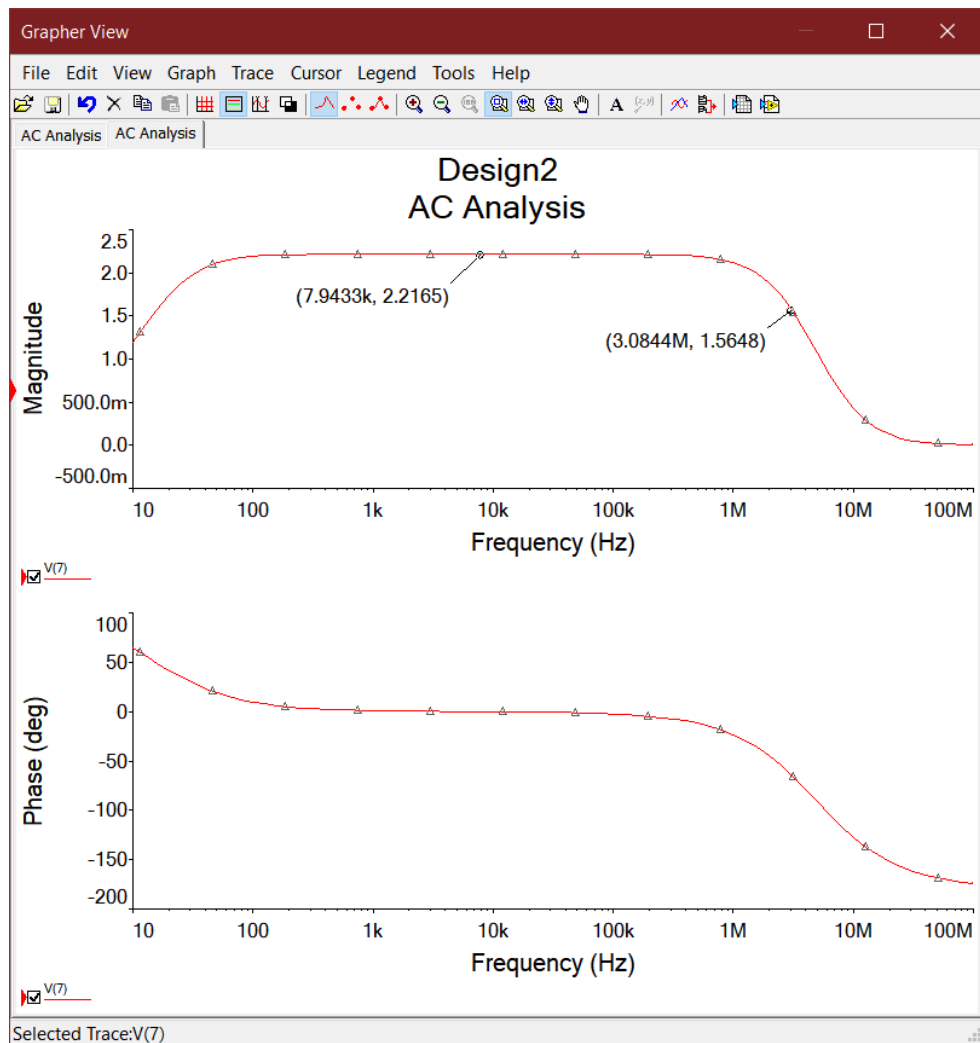 Grapher View
File Edit View Graph Trace Cursor Legend Tools Help
A
AC Analysis AC Analysis
Design2
AC Analysis
Magnitude
2.5
2.0
1.5
1.0
500.0m
0.0
-500.0m
(7.9433k, 2.2165)
(3.0844M, 1.5648)
10 100 1k 10k 100k 1M 10M 100M
Frequency (Hz)
V(7)
Phase (deg)
100
50
0
-50
-100
-150
-200
10 100 1k 10k 100k 1M 10M 100M
Frequency (Hz)
V(7)
Selected Trace:V(7)